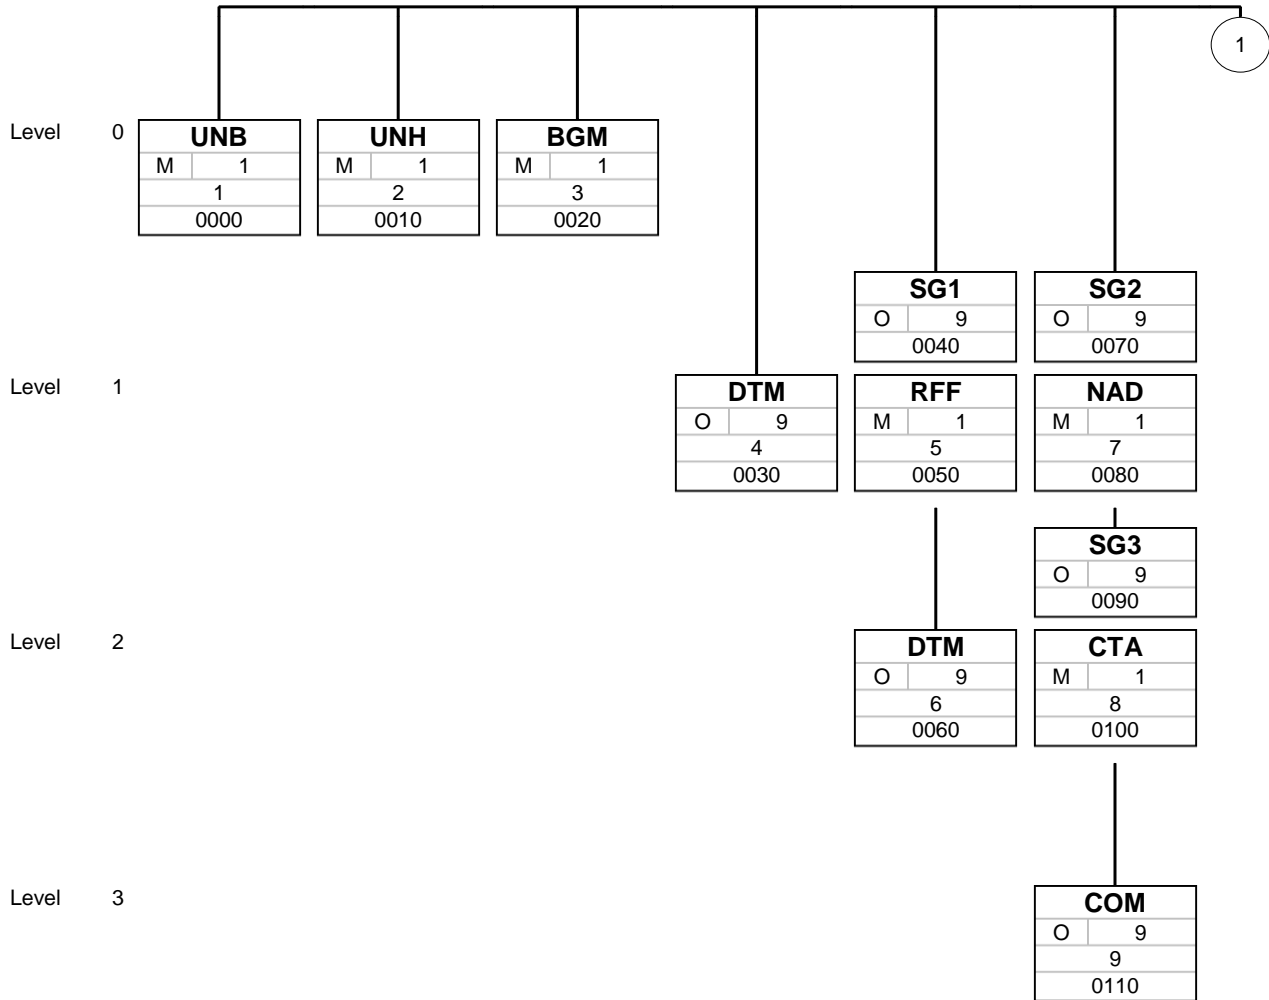 1
Level 0
UNB
M 1
1
0000
UNH
M 1
2
0010
BGM
M 1
3
0020
SG1
O 9
0040
SG2
O 9
0070
Level 1
DTM
O 9
4
0030
RFF
M 1
5
0050
NAD
M 1
7
0080
SG3
O 9
0090
Level 2
DTM
O 9
6
0060
CTA
M 1
8
0100
Level 3
COM
O 9
9
0110